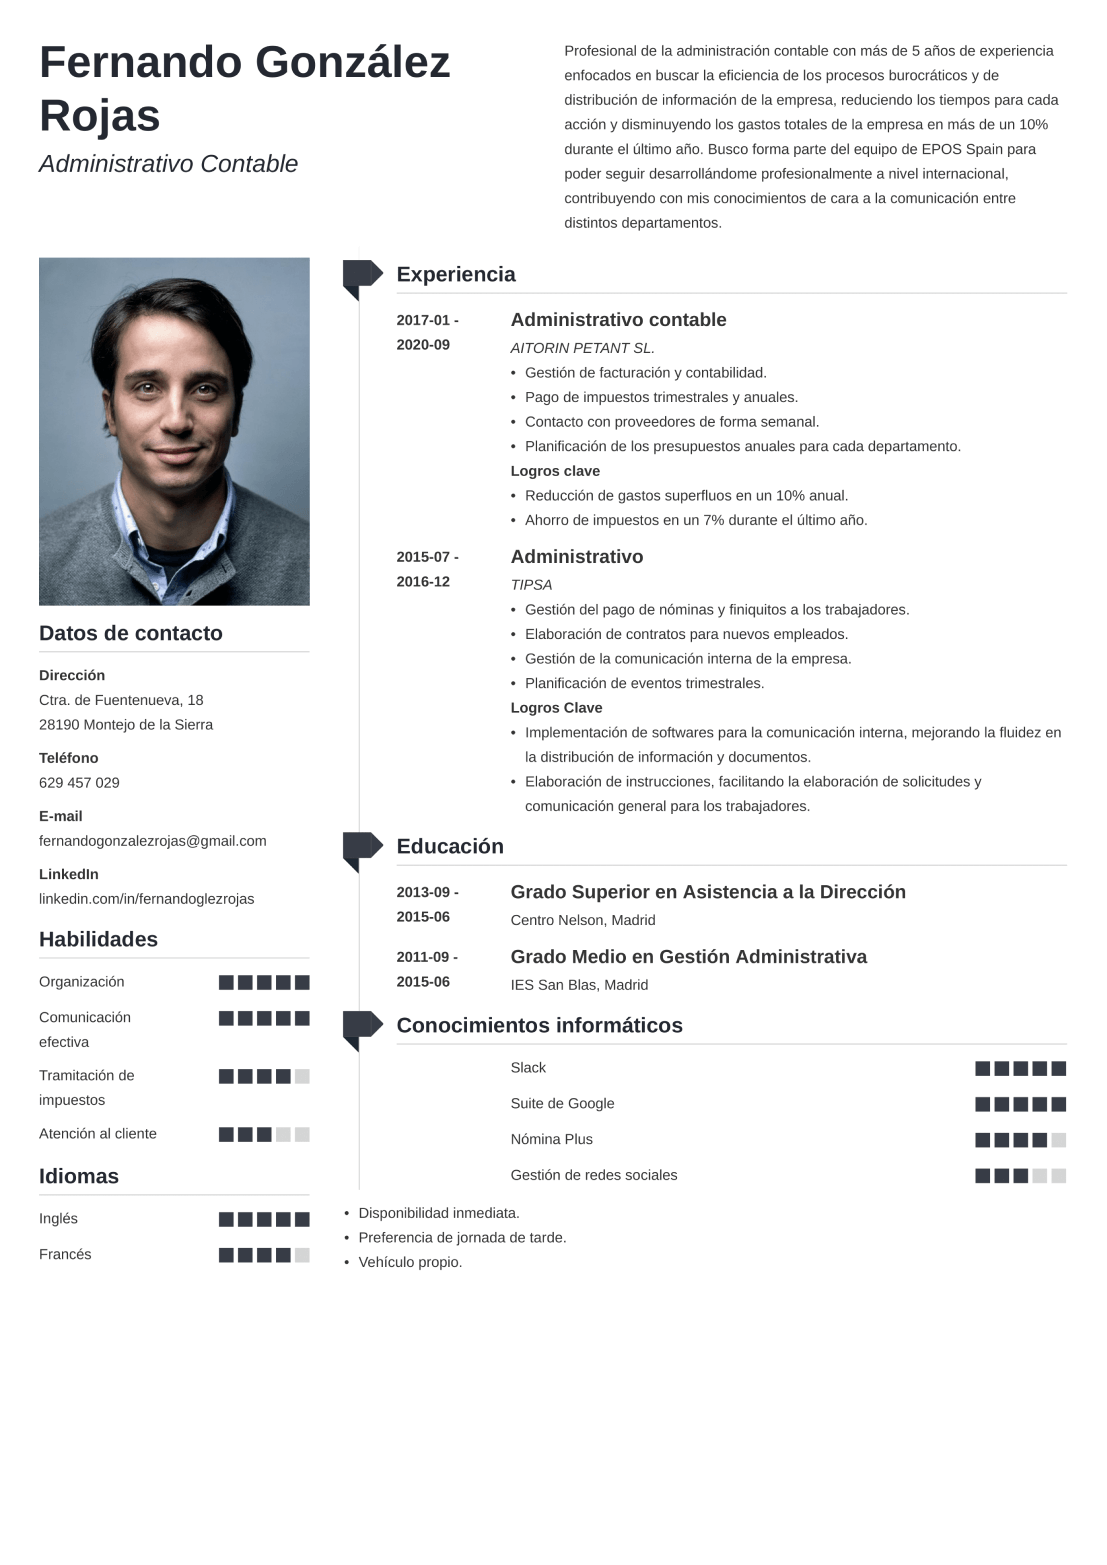 Fernando González
Rojas
Administrativo Contable
Profesional de la administración contable con más de 5 años de experiencia
enfocados en buscar la eficiencia de los procesos burocráticos y de
distribución de información de la empresa, reduciendo los tiempos para cada
acción y disminuyendo los gastos totales de la empresa en más de un 10%
durante el último año. Busco forma parte del equipo de EPOS Spain para
poder seguir desarrollándome profesionalmente a nivel internacional,
contribuyendo con mis conocimientos de cara a la comunicación entre
distintos departamentos.
Datos de contacto
Dirección
Ctra. de Fuentenueva, 18
28190 Montejo de la Sierra
Teléfono
629 457 029
E-mail
fernandogonzalezrojas@gmail.com
LinkedIn
linkedin.com/in/fernandoglezrojas
Habilidades
Organización
Comunicación
efectiva
Tramitación de
impuestos
Atención al cliente
Idiomas
Inglés
Francés
Experiencia
2017-01 -
2020-09
Administrativo contable
AITORIN PETANT SL.
• Gestión de facturación y contabilidad.
• Pago de impuestos trimestrales y anuales.
• Contacto con proveedores de forma semanal.
• Planificación de los presupuestos anuales para cada departamento.
Logros clave
• Reducción de gastos superfluos en un 10% anual.
• Ahorro de impuestos en un 7% durante el último año.
2015-07 -
2016-12
Administrativo
TIPSA
• Gestión del pago de nóminas y finiquitos a los trabajadores.
• Elaboración de contratos para nuevos empleados.
• Gestión de la comunicación interna de la empresa.
• Planificación de eventos trimestrales.
Logros Clave
• Implementación de softwares para la comunicación interna, mejorando la fluidez en
la distribución de información y documentos.
• Elaboración de instrucciones, facilitando la elaboración de solicitudes y
comunicación general para los trabajadores.
Educación
2013-09 -
2015-06
Grado Superior en Asistencia a la Dirección
Centro Nelson, Madrid
2011-09 -
2015-06
Grado Medio en Gestión Administrativa
IES San Blas, Madrid
Conocimientos informáticos
Slack
Suite de Google
Nómina Plus
Gestión de redes sociales
• Disponibilidad inmediata.
• Preferencia de jornada de tarde.
• Vehículo propio.